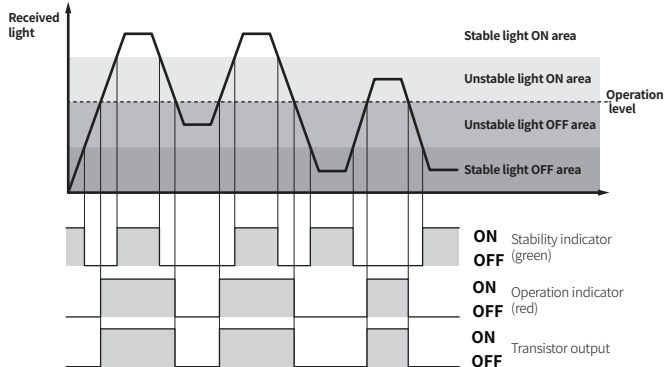 Received
light
Stable light ON area
Unstable light ON area
Operation
level
Unstable light OFF area
Stable light OFF area
ON
OFF
Stability indicator
(green)
ON
OFF
Operation indicator
(red)
ON
OFF
Transistor output